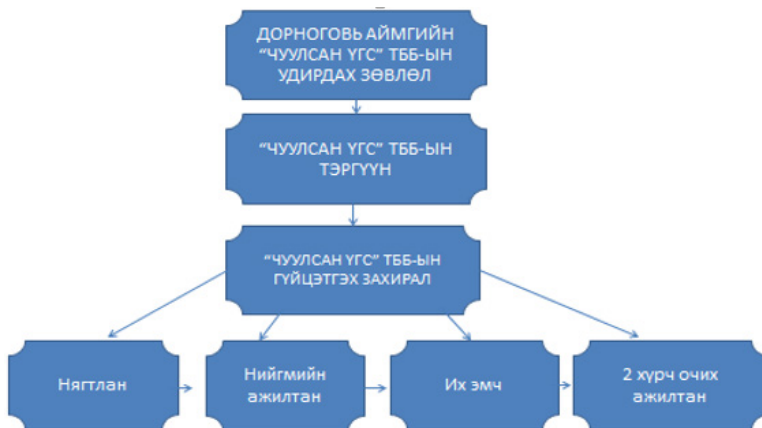 ДОРНОГОВЬ АЙМГИЙН
“ЧУУЛСАН ҮГС” ТББ-ЫН
УДИРДАХ ЗӨВЛӨЛ
“ЧУУЛСАН ҮГС” ТББ-ЫН
ТЭРГҮҮН
“ЧУУЛСАН ҮГС” ТББ-ЫН
ГҮЙЦЭТГЭХ ЗАХИРАЛ
Нягтлан
Нийгмийн
ажилтан
Их эмч
2 хүрч очих
ажилтан